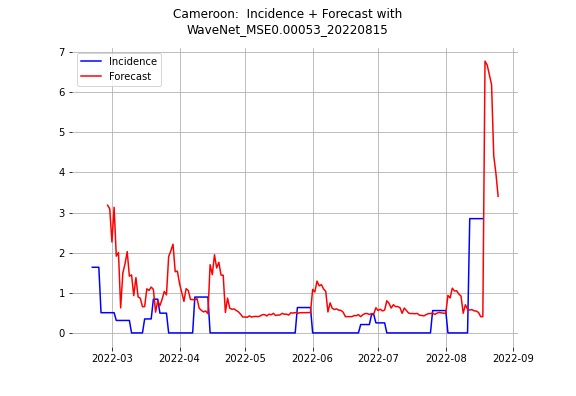 Cameroon:  Incidence + Forecast with
WaveNet_MSE0.00053_20220815
Incidence
Forecast
7
6
5
4
3
2
1
0
2022-03 2022-04 2022-05 2022-06 2022-07 2022-08 2022-09